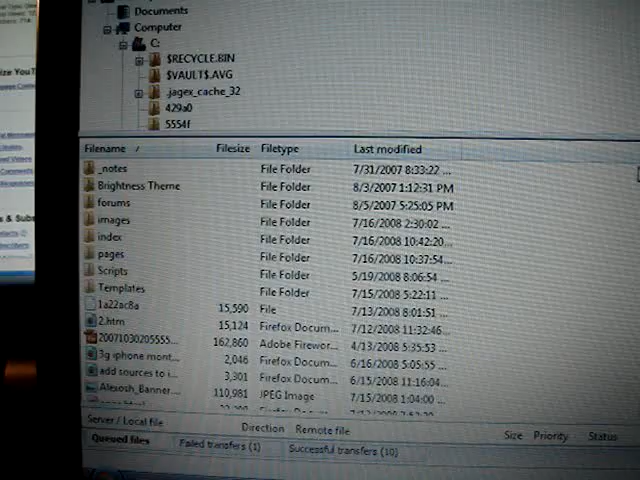 Documents
Computer
C:
$RECYCLE.BIN
$VAULT$.AVG
.jagex_cache_32
429a0
5554f
Filename / Filesize Filetype Last modified
_notes File Folder 7/31/2007 8:33:22 ...
Brightness Theme File Folder 8/3/2007 1:12:31 PM
forums File Folder 8/5/2007 5:25:05 PM
images File Folder 7/16/2008 2:30:02 ...
index File Folder 7/16/2008 10:42:20...
pages File Folder 7/16/2008 10:37:54...
Scripts File Folder 5/19/2008 8:06:54 ...
Templates File Folder 7/15/2008 5:22:11 ...
1a22ac8a 15,590 File 7/13/2008 8:01:51 ...
2.htm 15,124 Firefox Docum... 7/12/2008 11:32:46 ...
20071030205555... 162,860 Adobe Firewor... 4/13/2008 5:35:53 ...
3g iphone mont... 2,046 Firefox Docum... 6/16/2008 5:05:55 ...
add sources to i... 3,301 Firefox Docum... 6/15/2008 11:16:04...
Alexosh_Banner... 110,981 JPEG Image 7/15/2008 1:04:00 ...
Server / Local file Direction Remote file Size Priority Status
Queued files Failed transfers (1) Successful transfers (10)